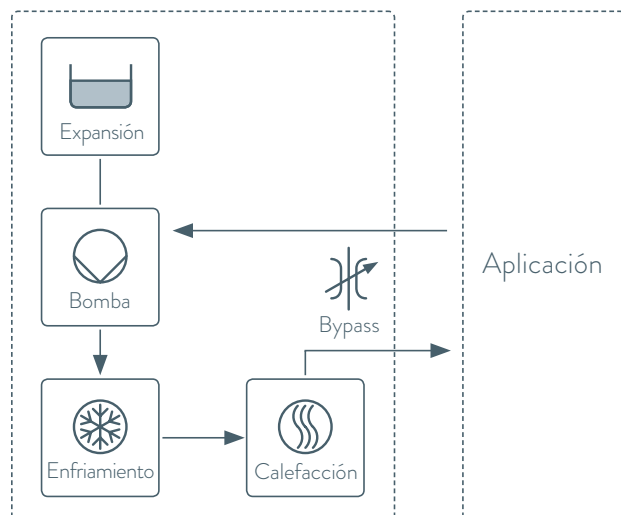 Expansión
Bomba
Aplicación
Bypass
Enfriamiento
Calefacción